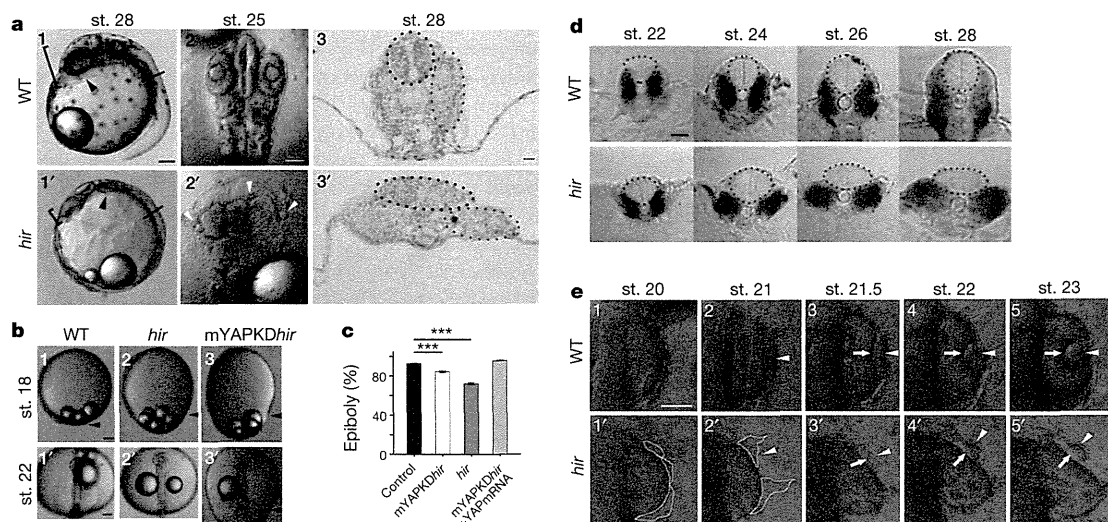 a
st. 28
st. 25
st. 28
WT
1
2
3
hir
1′
2′
3′
b
WT
hir
mYAPKDhir
st. 18
1
2
3
st. 22
1′
2′
3′
c
***
***
Epiboly (%)
80
40
0
Control
mYAPKDhir
hir
mYAPKDhir
YAPmRNA
d
st. 22
st. 24
st. 26
st. 28
WT
hir
e
st. 20
st. 21
st. 21.5
st. 22
st. 23
WT
1
2
3
4
5
hir
1′
2′
3′
4′
5′